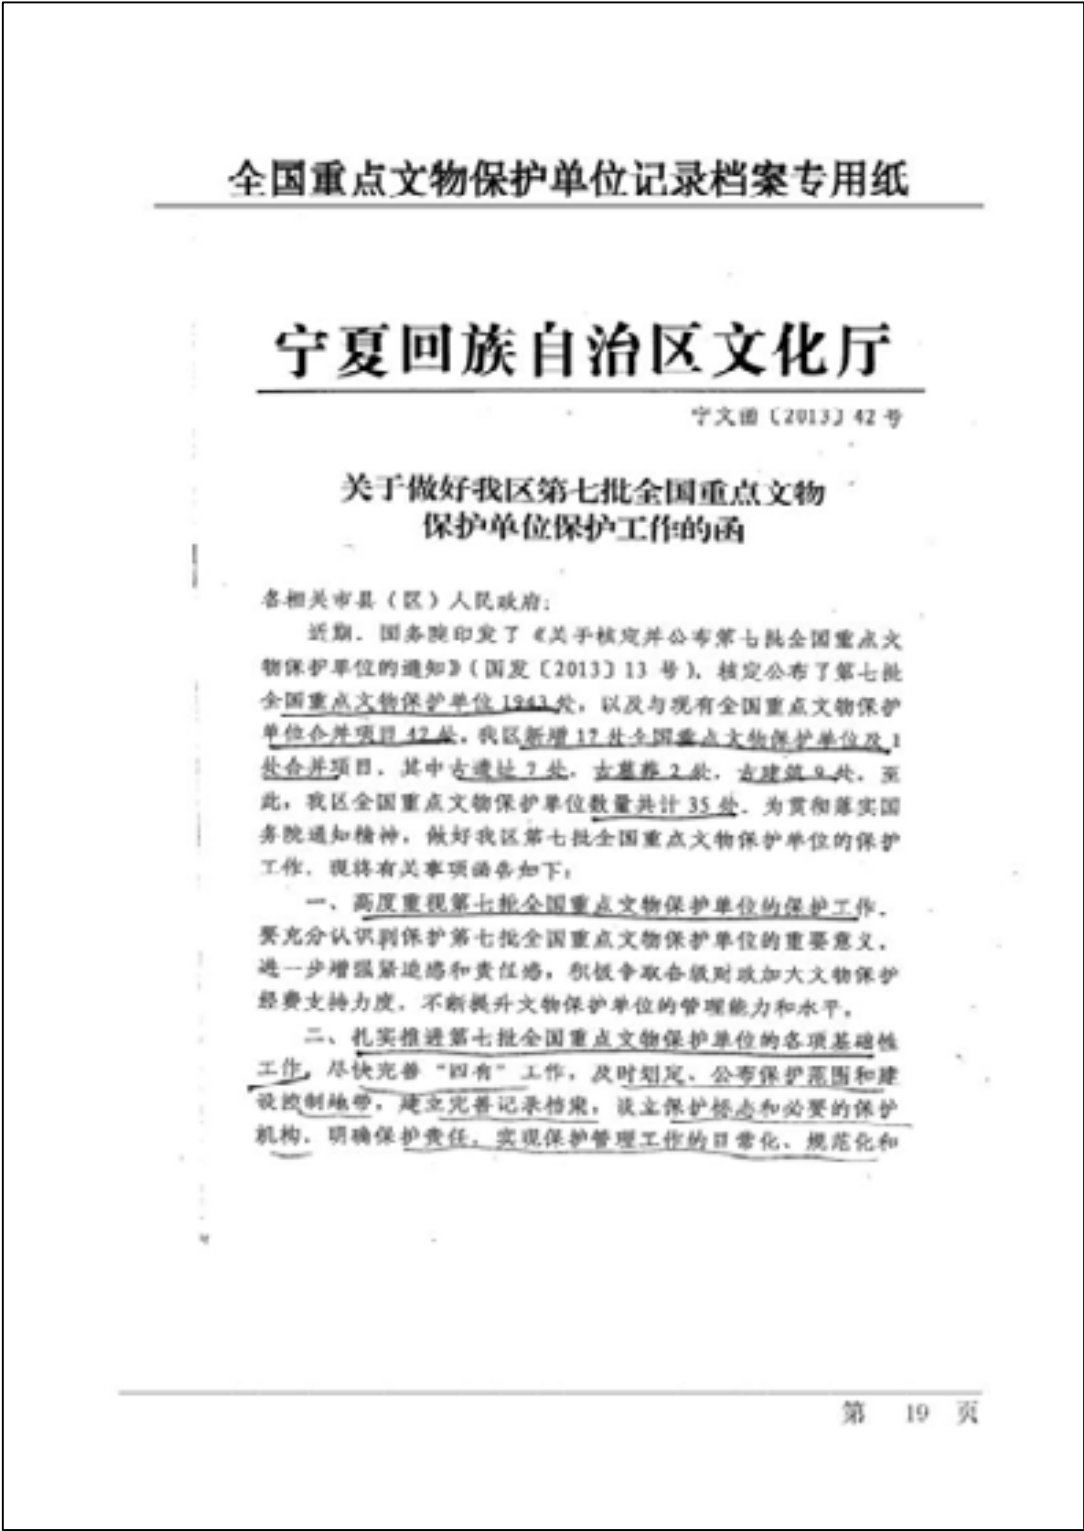 全国重点文物保护单位记录档案专用纸
宁夏回族自治区文化厅
宁文函〔2013〕42 号
关于做好我区第七批全国重点文物
保护单位保护工作的函
各相关市县（区）人民政府：
近期，国务院印发了《关于核定并公布第七批全国重点文
物保护单位的通知》（国发〔2013〕13 号），核定公布了第七批
全国重点文物保护单位 1943 处，以及与现有全国重点文物保护
单位合并项目 47 处。我区新增 17 处全国重点文物保护单位及 1
处合并项目，其中古遗址 7 处，古墓葬 2 处，古建筑 9 处。至
此，我区全国重点文物保护单位数量共计 35 处。为贯彻落实国
务院通知精神，做好我区第七批全国重点文物保护单位的保护
工作，现将有关事项函告如下：
一、高度重视第七批全国重点文物保护单位的保护工作。
要充分认识到保护第七批全国重点文物保护单位的重要意义，
进一步增强紧迫感和责任感，积极争取各级财政加大文物保护
经费支持力度，不断提升文物保护单位的管理能力和水平。
二、扎实推进第七批全国重点文物保护单位的各项基础性
工作。尽快完善“四有”工作，及时划定、公布保护范围和建
设控制地带，建立完善记录档案，设立保护标志和必要的保护
机构，明确保护责任，实现保护管理工作的日常化、规范化和
第 19 页